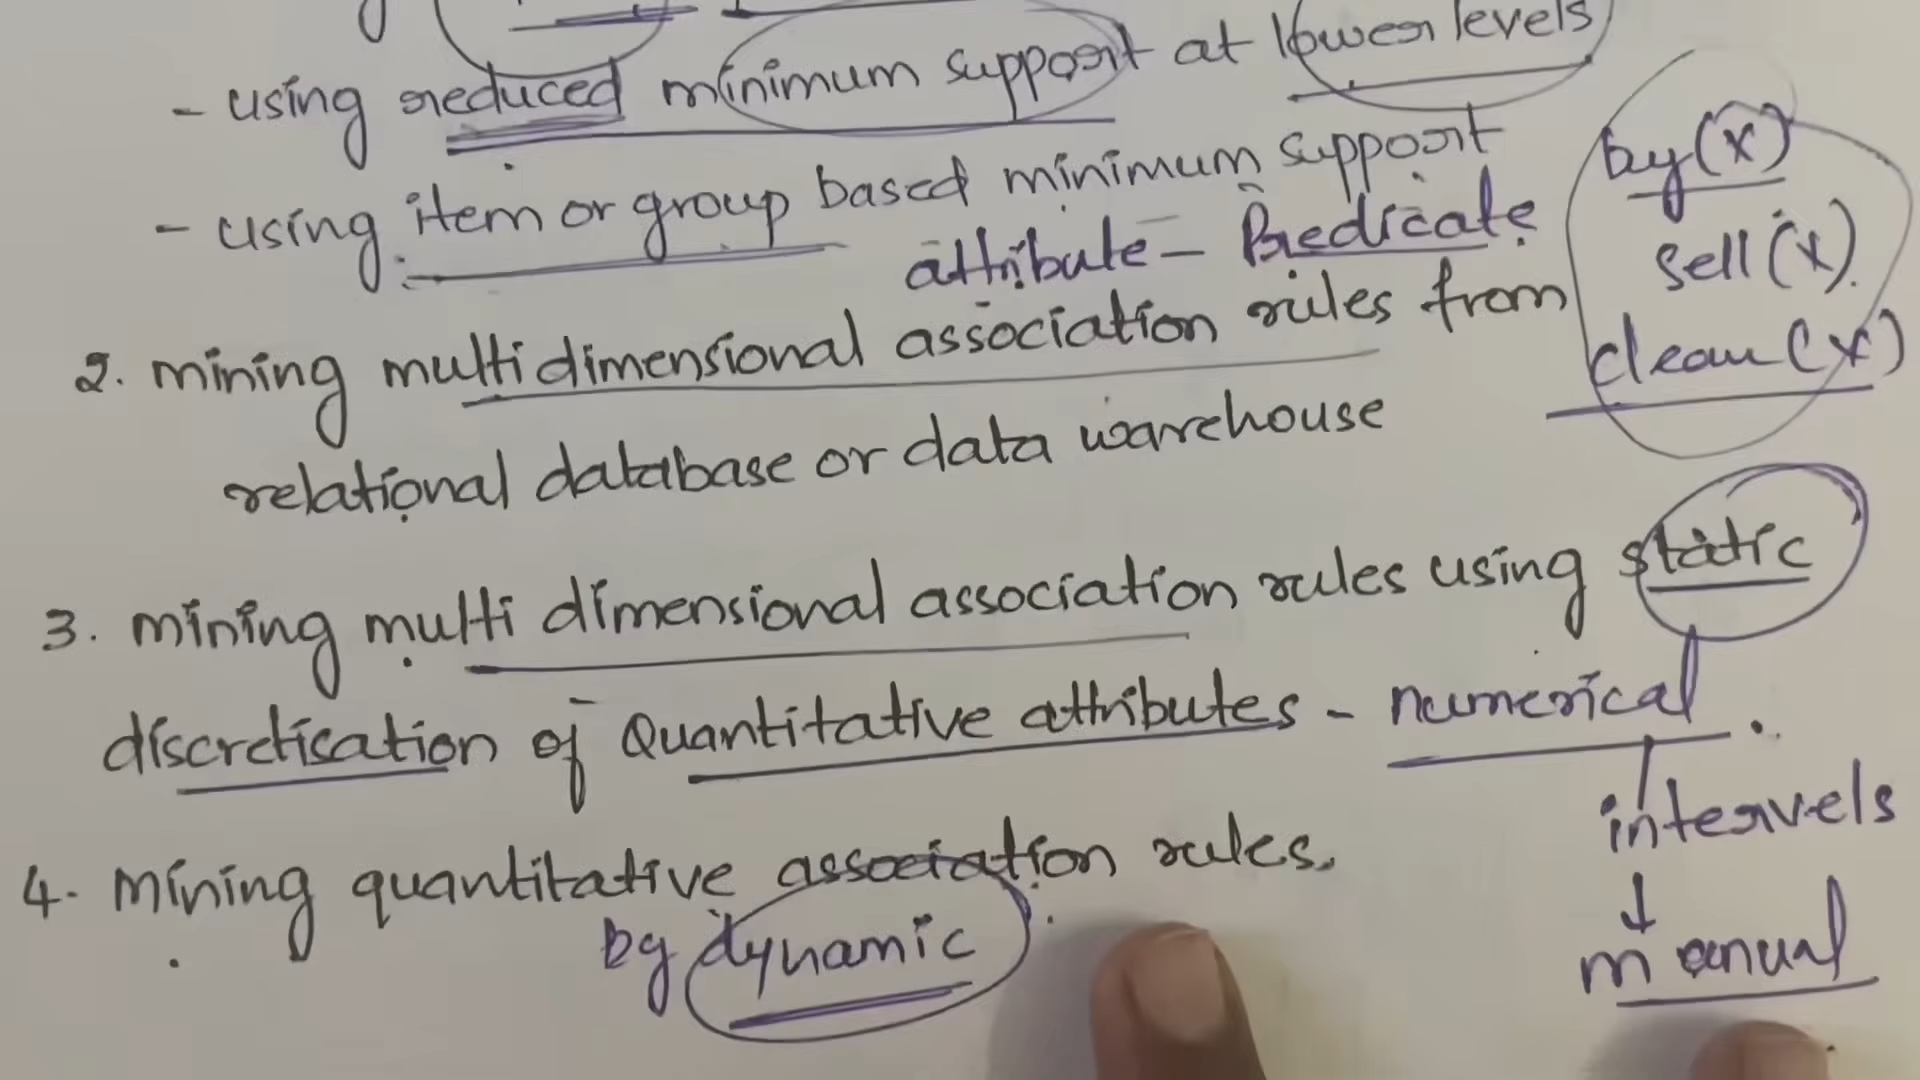 - using reduced minimum support at lower levels
- using item or group based minimum support
attribute - Predicate
by(x)
sell(x).
clean(x)
2. mining multidimensional association rules from
relational database or data warehouse
3. mining multi dimensional association rules using static
discretisation of Quantitative attributes - numerical
intervels
manual
4. Mining quantitative association rules.
by dynamic